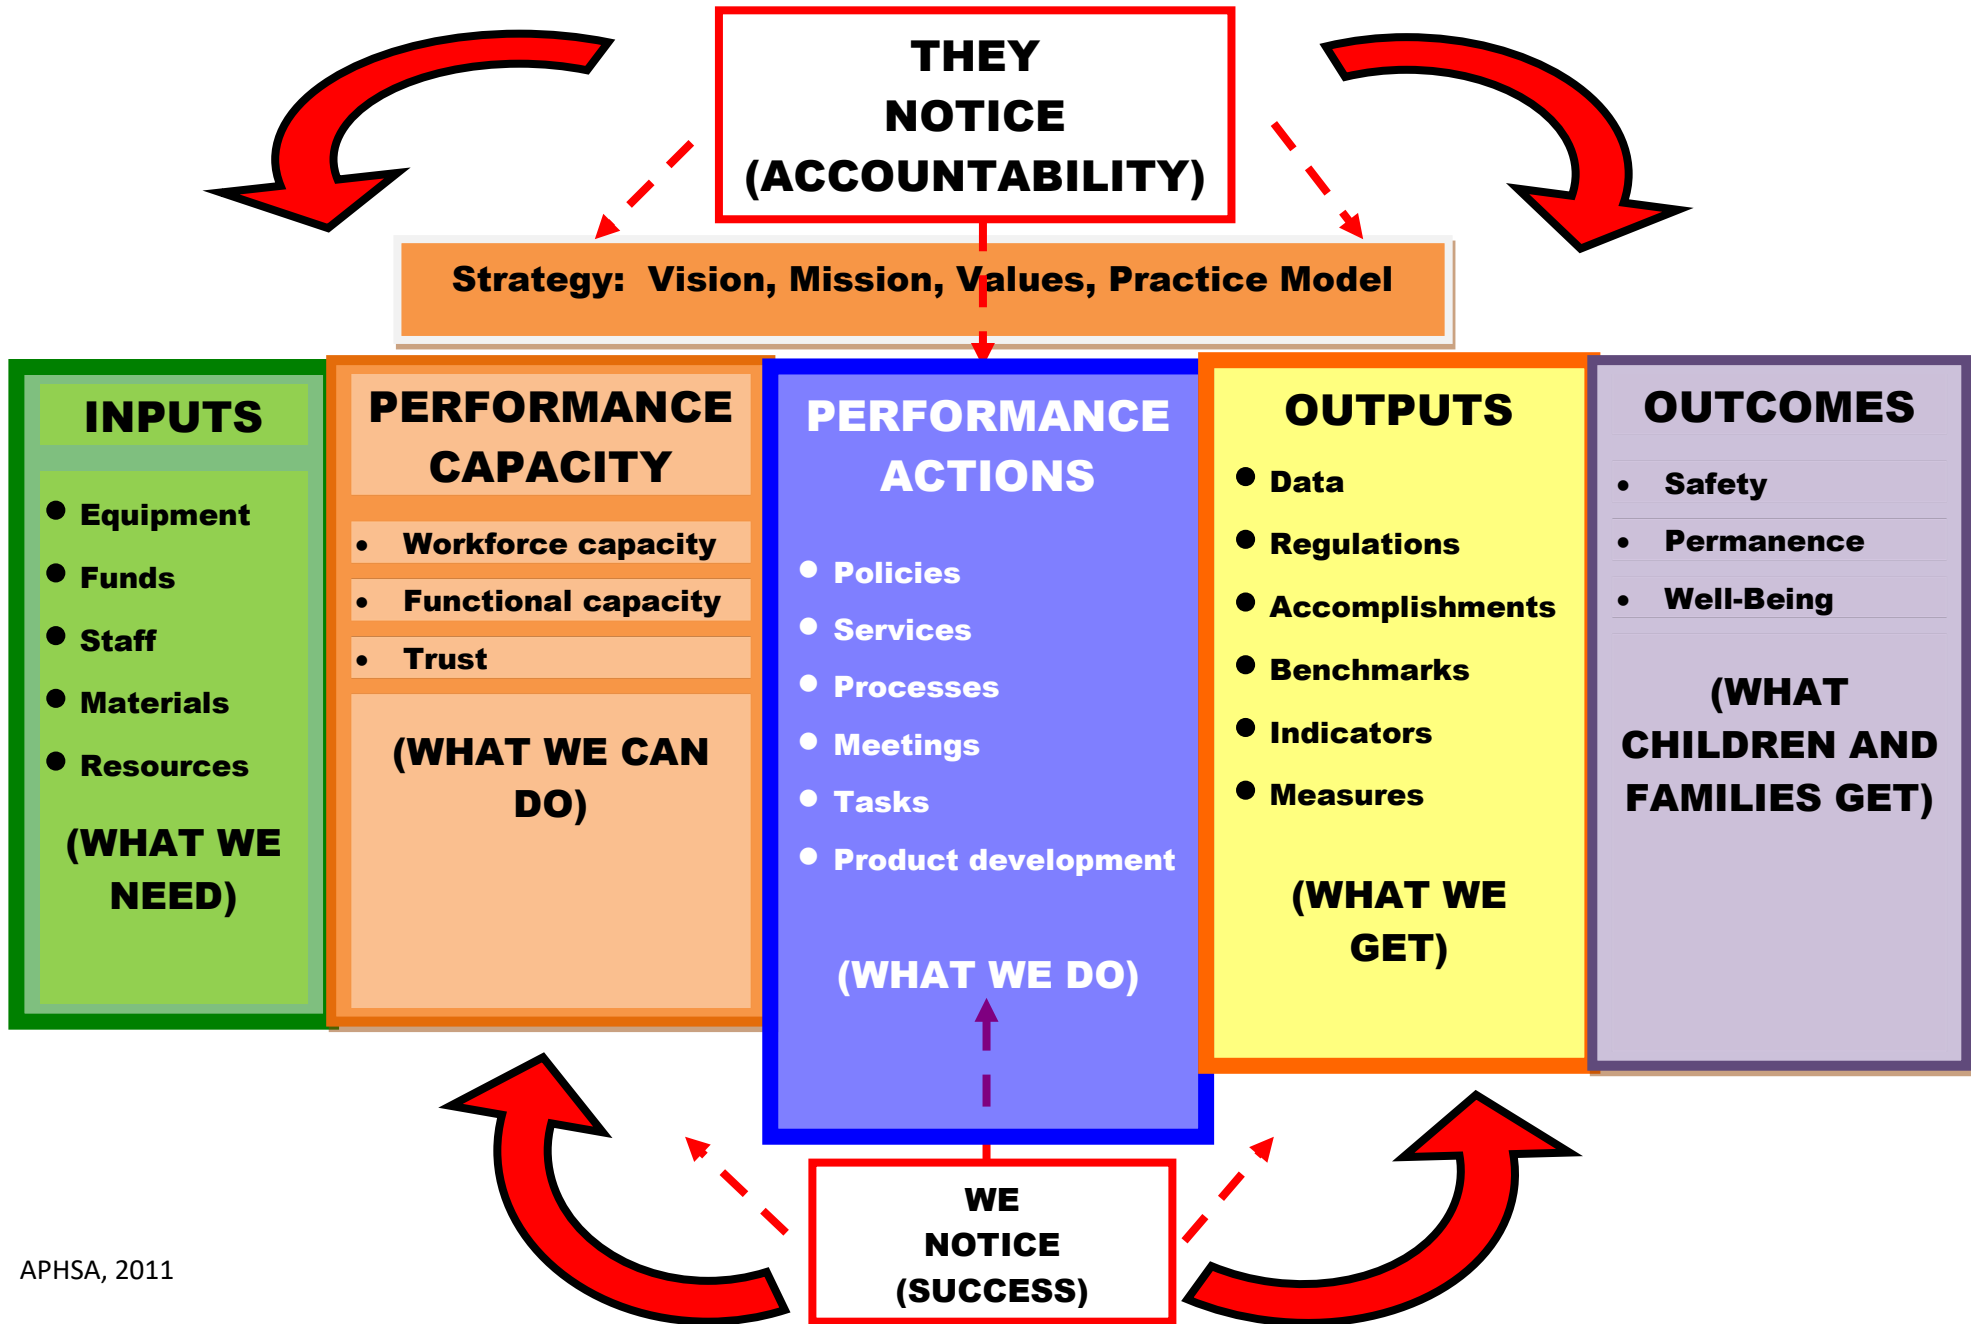 THEY
NOTICE
(ACCOUNTABILITY)
Strategy: Vision, Mission, Values, Practice Model
INPUTS
• Equipment
• Funds
• Staff
• Materials
• Resources
(WHAT WE
NEED)
PERFORMANCE
CAPACITY
• Workforce capacity
• Functional capacity
• Trust
(WHAT WE CAN
DO)
PERFORMANCE
ACTIONS
• Policies
• Services
• Processes
• Meetings
• Tasks
• Product development
(WHAT WE DO)
OUTPUTS
• Data
• Regulations
• Accomplishments
• Benchmarks
• Indicators
• Measures
(WHAT WE
GET)
OUTCOMES
• Safety
• Permanence
• Well-Being
(WHAT
CHILDREN AND
FAMILIES GET)
WE
NOTICE
(SUCCESS)
APHSA, 2011